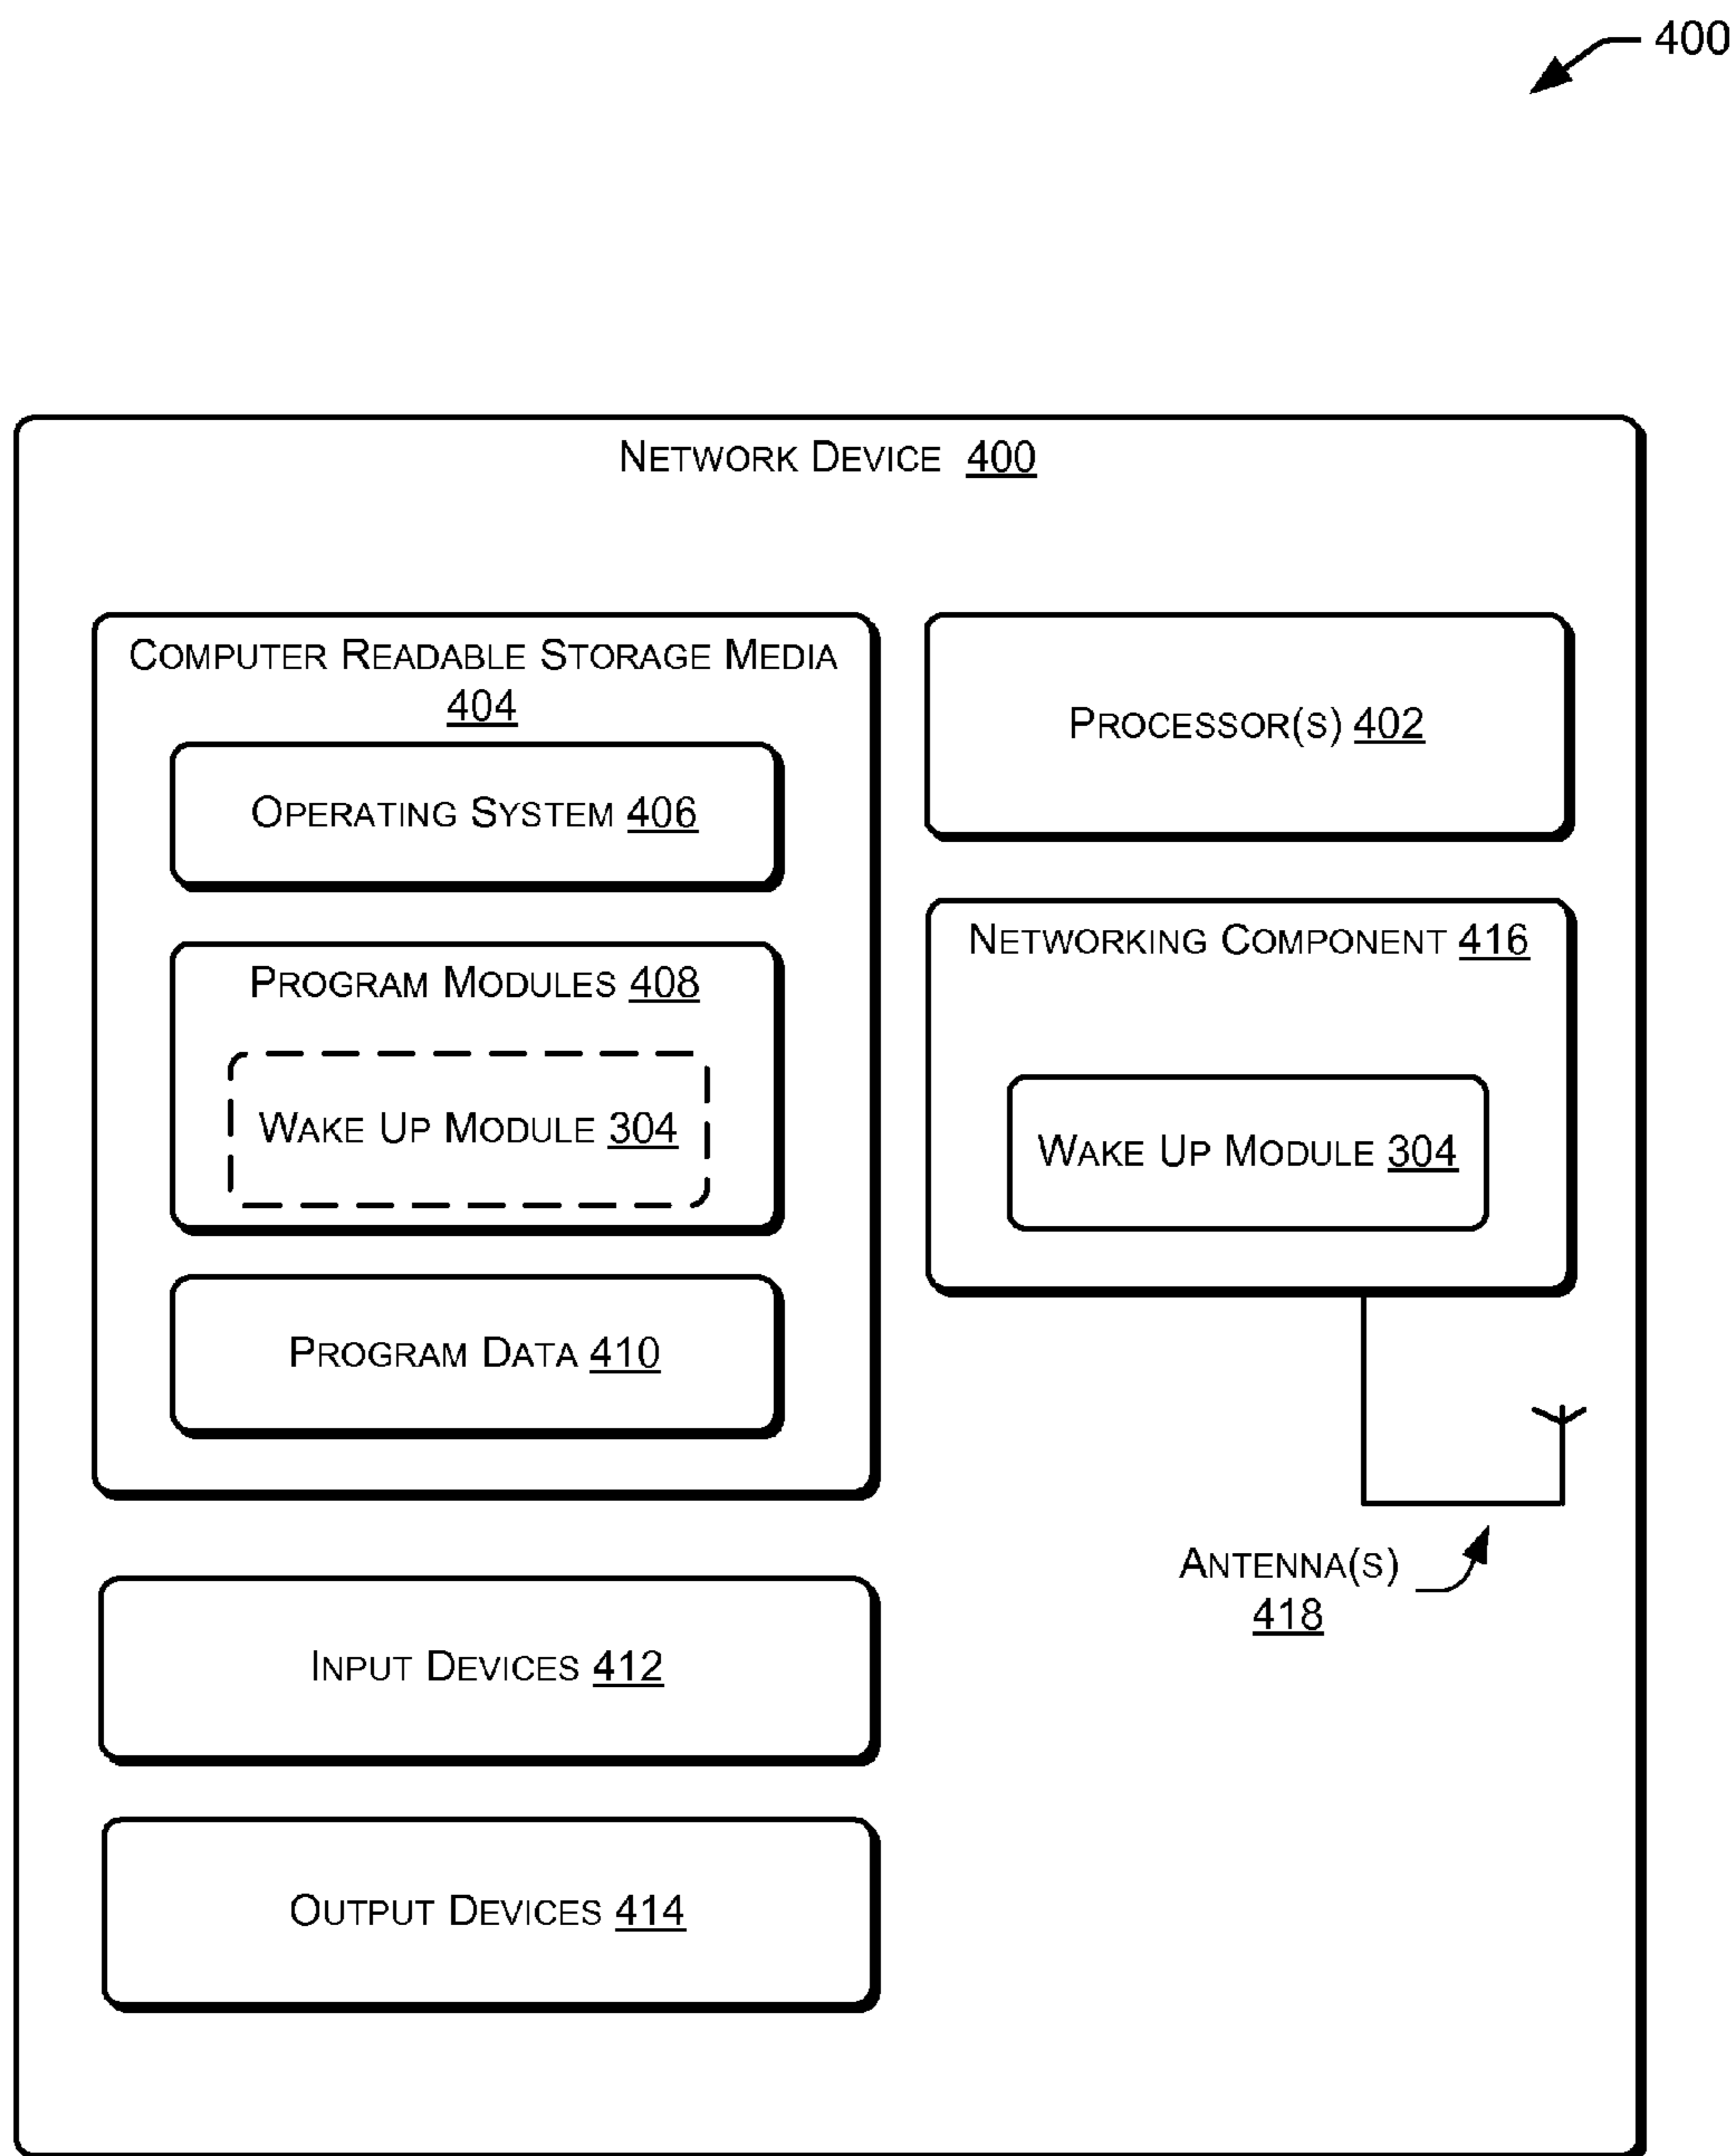 400
NETWORK DEVICE 400
COMPUTER READABLE STORAGE MEDIA
404
OPERATING SYSTEM 406
PROGRAM MODULES 408
WAKE UP MODULE 304
PROGRAM DATA 410
INPUT DEVICES 412
OUTPUT DEVICES 414
PROCESSOR(S) 402
NETWORKING COMPONENT 416
WAKE UP MODULE 304
ANTENNA(S)
418